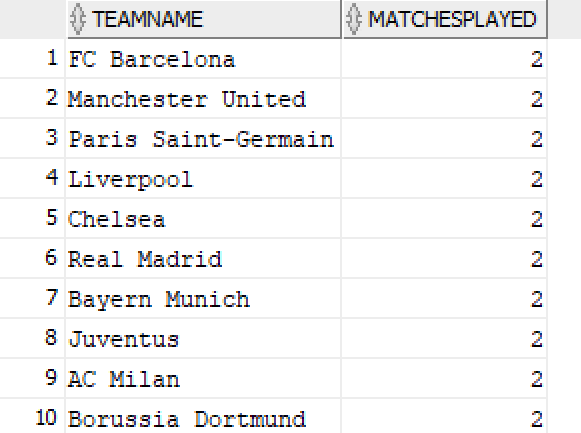 TEAMNAME MATCHESPLAYED
1 FC Barcelona 2
2 Manchester United 2
3 Paris Saint-Germain 2
4 Liverpool 2
5 Chelsea 2
6 Real Madrid 2
7 Bayern Munich 2
8 Juventus 2
9 AC Milan 2
10 Borussia Dortmund 2